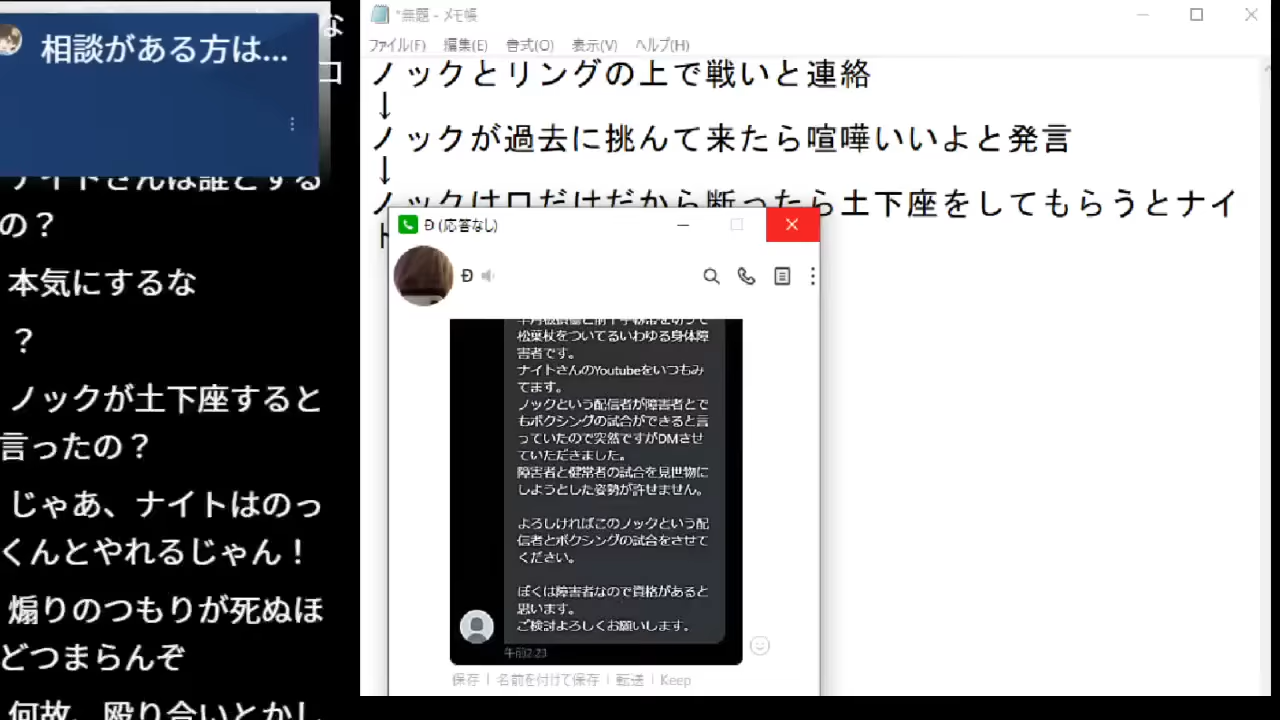 な
相談がある方は...
ナイトさんは誰とする
の？
本気にするな
？
ノックが土下座すると
言ったの？
じゃあ、ナイトはのっ
くんとやれるじゃん！
煽りのつもりが死ぬほ
どつまらんぞ
何故、殴り合いとかし
*無題 - メモ帳
ファイル(F) 編集(E) 書式(O) 表示(V) ヘルプ(H)
ノックとリングの上で戦いと連絡
↓
ノックが過去に挑んて来たら喧嘩いいよと発言
↓
ノックは口だけだから断ったら土下座をしてもらうとナイ
ト
Đ (応答なし)
Đ
松葉杖をついてるいわゆる身体障
害者です。
ナイトさんのYoutubeをいつもみ
てます。
ノックという配信者が障害者とで
もボクシングの試合ができると言
っていたので突然ですがDMさせ
ていただきました。
障害者と健常者の試合を見世物に
しようとした姿勢が許せません。
よろしければこのノックという配
信者とボクシングの試合をさせて
ください。
ぼくは障害者なので資格があると
思います。
ご検討よろしくお願いします。
午前2:23
保存 | 名前を付けて保存 | 転送 | Keep